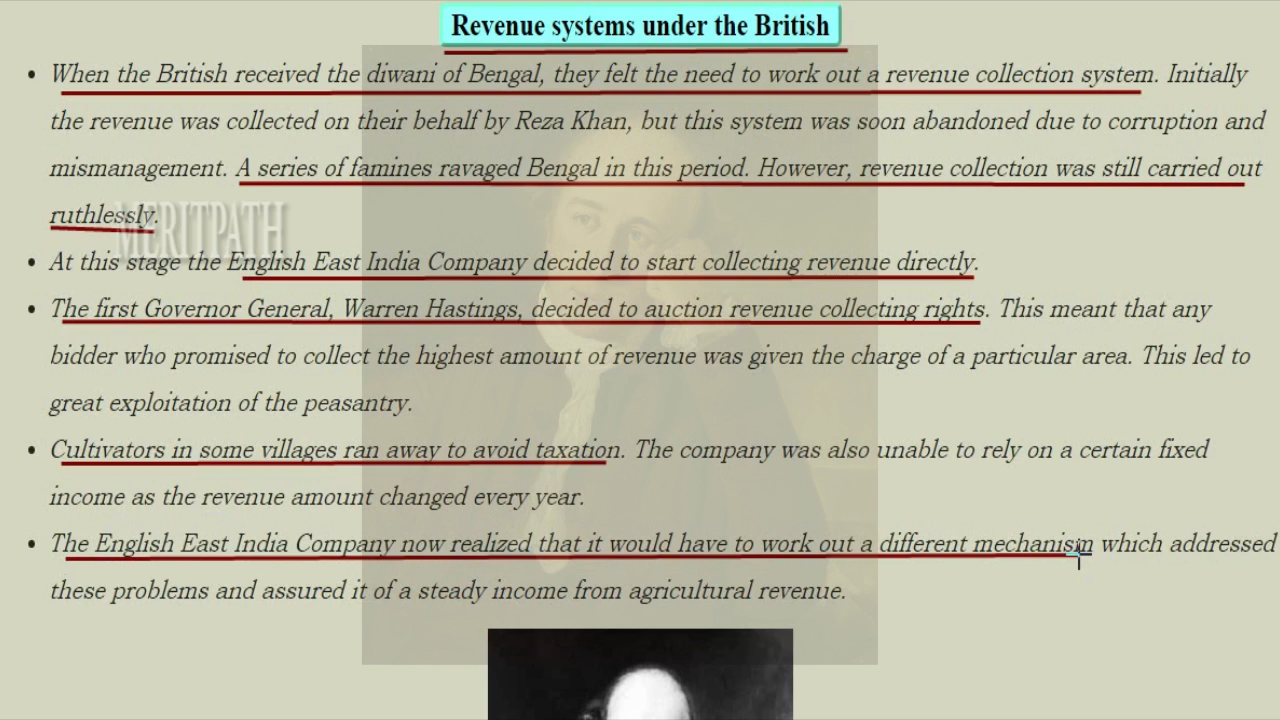 Revenue systems under the British
• When the British received the diwani of Bengal, they felt the need to work out a revenue collection system. Initially
the revenue was collected on their behalf by Reza Khan, but this system was soon abandoned due to corruption and
mismanagement. A series of famines ravaged Bengal in this period. However, revenue collection was still carried out
ruthlessly.
MERITPATH
• At this stage the English East India Company decided to start collecting revenue directly.
• The first Governor General, Warren Hastings, decided to auction revenue collecting rights. This meant that any
bidder who promised to collect the highest amount of revenue was given the charge of a particular area. This led to
great exploitation of the peasantry.
• Cultivators in some villages ran away to avoid taxation. The company was also unable to rely on a certain fixed
income as the revenue amount changed every year.
• The English East India Company now realized that it would have to work out a different mechanism which addressed
these problems and assured it of a steady income from agricultural revenue.